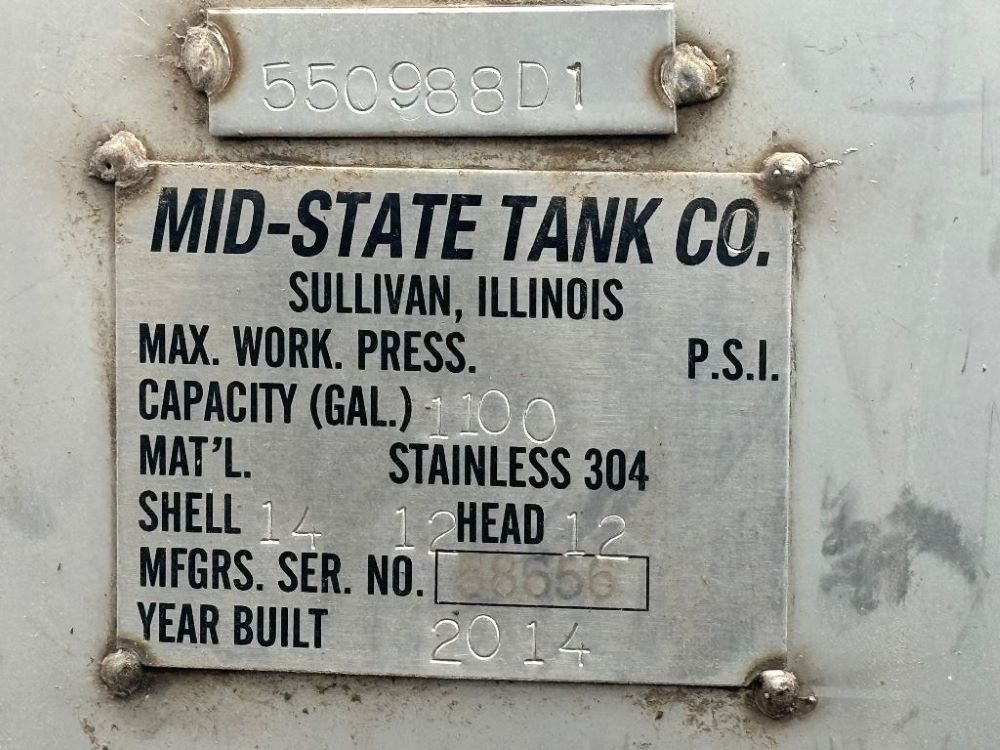 550988D1
MID-STATE TANK CO.
SULLIVAN, ILLINOIS
MAX. WORK. PRESS. P.S.I.
CAPACITY (GAL.) 1100
MAT'L. STAINLESS 304
SHELL 14 12 HEAD 12
MFGRS. SER. NO.
YEAR BUILT 2014